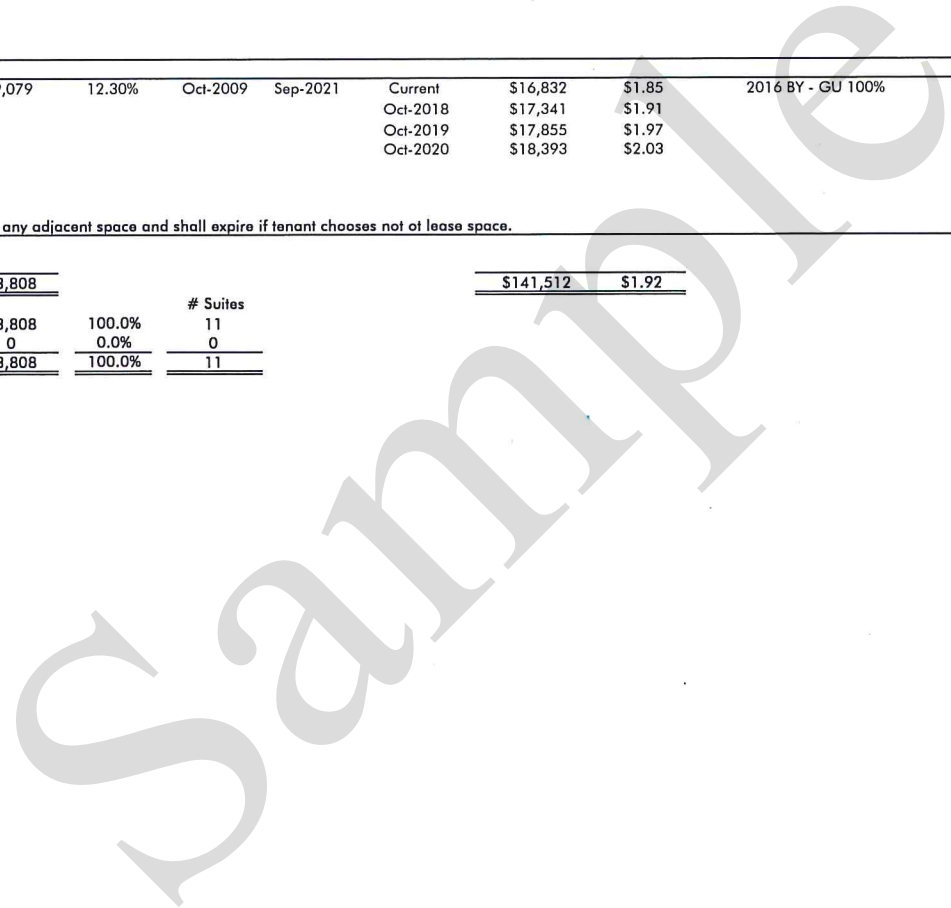 ,079 12.30% Oct-2009 Sep-2021 Current $16,832 $1.85 2016 BY - GU 100%
Oct-2018 $17,341 $1.91
Oct-2019 $17,855 $1.97
Oct-2020 $18,393 $2.03
any adjacent space and shall expire if tenant chooses not ot lease space.
,808 $141,512 $1.92
# Suites
,808 100.0% 11
0 0.0% 0
,808 100.0% 11
Sample